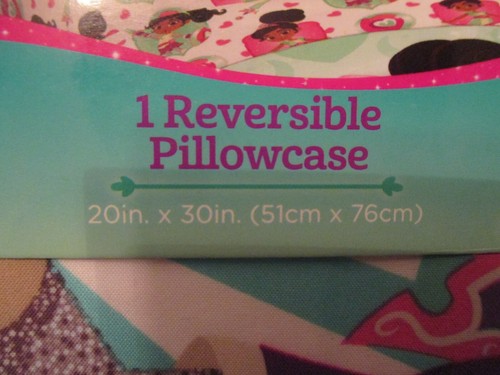 1 Reversible
Pillowcase
20in. x 30in. (51cm x 76cm)